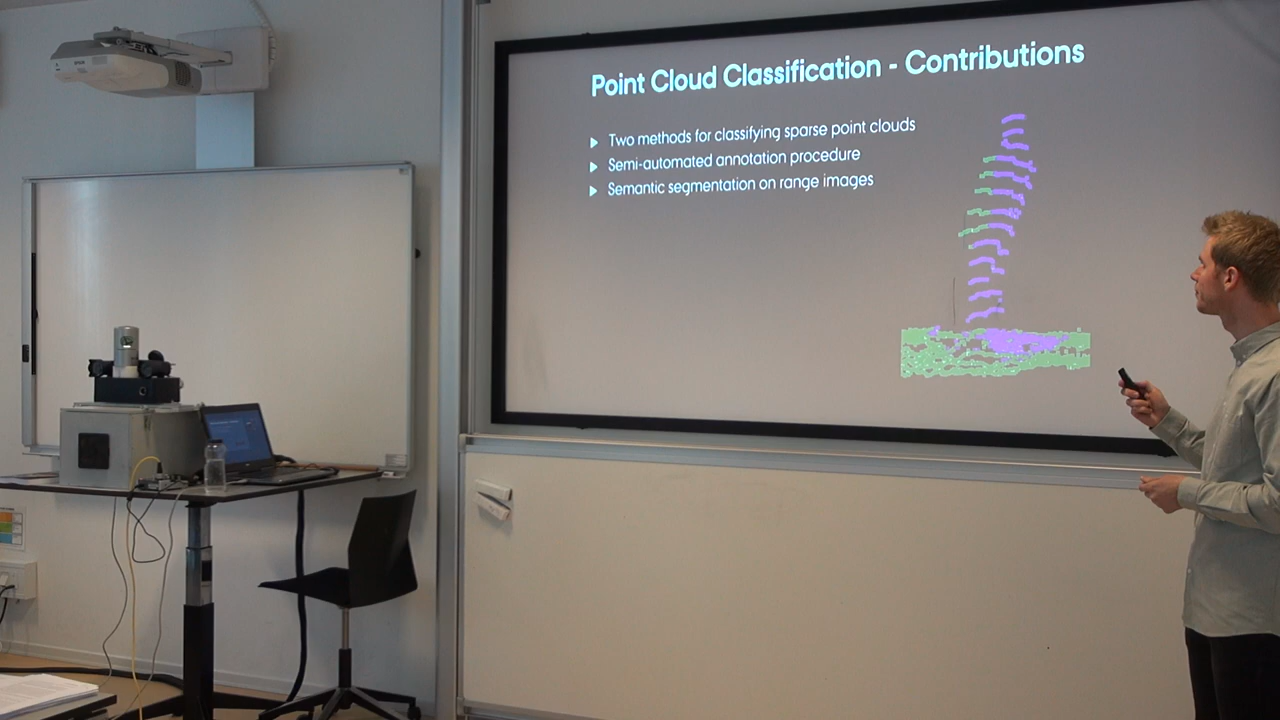 Point Cloud Classification - Contributions
Two methods for classifying sparse point clouds
Semi-automated annotation procedure
Semantic segmentation on range images